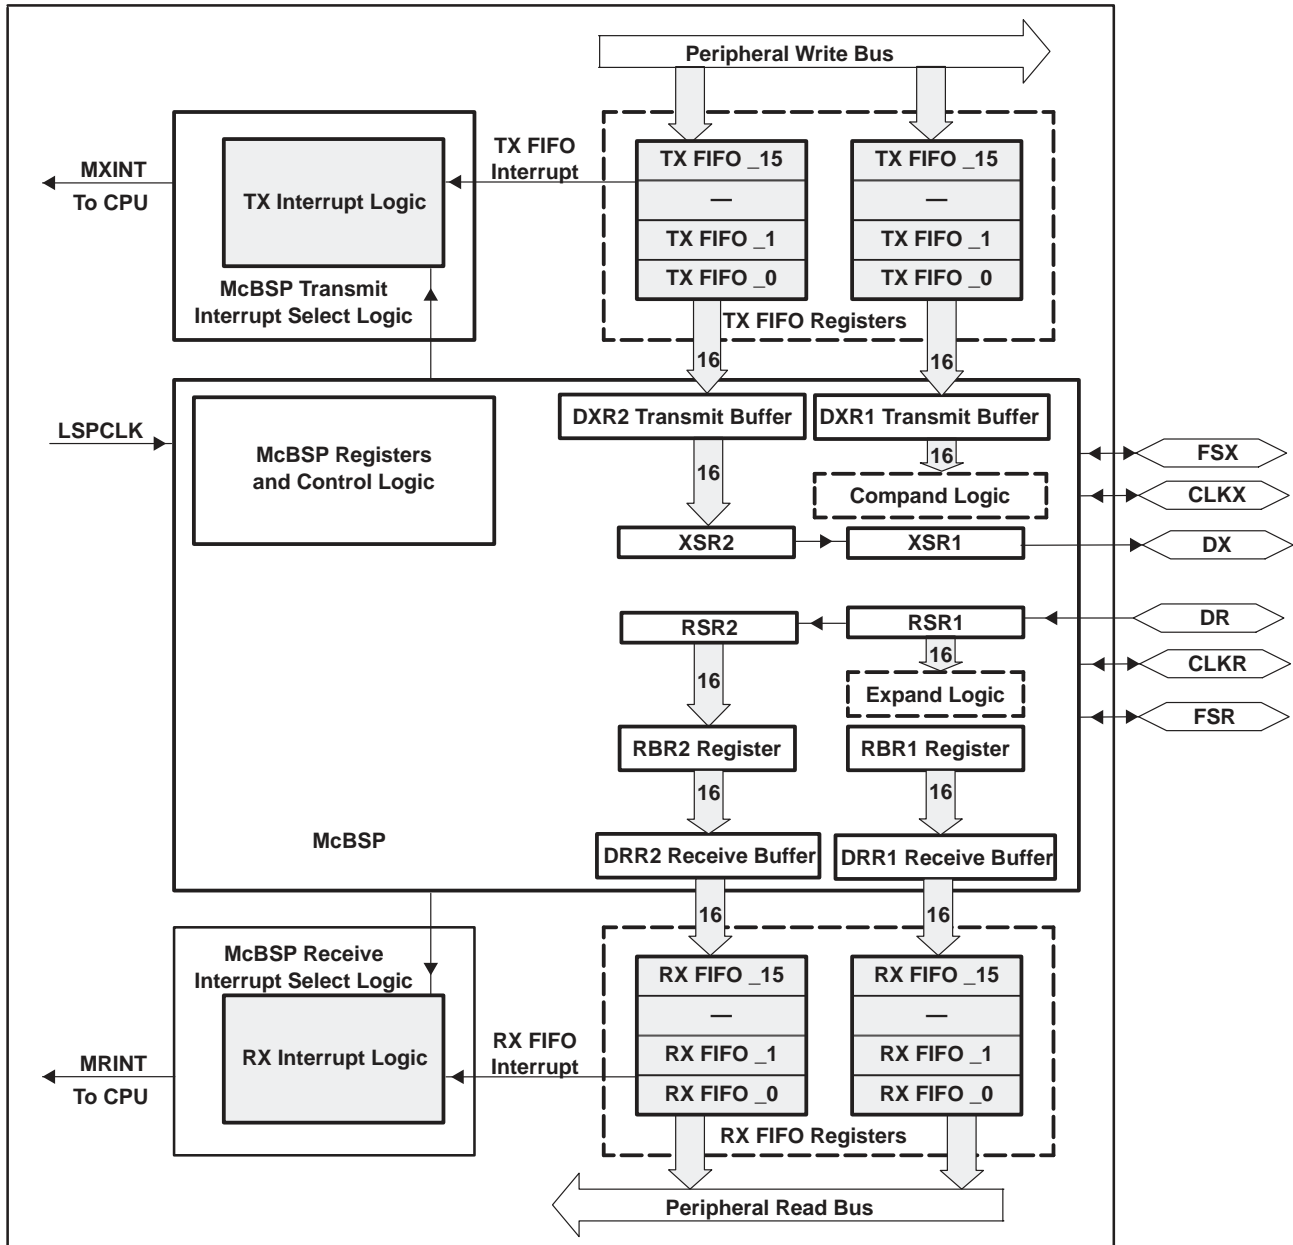 Peripheral Write Bus
MXINT
To CPU
TX Interrupt Logic
McBSP Transmit
Interrupt Select Logic
TX FIFO
Interrupt
TX FIFO _15
—
TX FIFO _1
TX FIFO _0
TX FIFO _15
—
TX FIFO _1
TX FIFO _0
TX FIFO Registers
16
16
LSPCLK
McBSP Registers
and Control Logic
DXR2 Transmit Buffer
DXR1 Transmit Buffer
16
16
Compand Logic
XSR2
XSR1
FSX
CLKX
DX
RSR2
RSR1
DR
16
16
CLKR
Expand Logic
FSR
RBR2 Register
RBR1 Register
16
16
McBSP
DRR2 Receive Buffer
DRR1 Receive Buffer
16
16
McBSP Receive
Interrupt Select Logic
RX Interrupt Logic
MRINT
To CPU
RX FIFO
Interrupt
RX FIFO _15
—
RX FIFO _1
RX FIFO _0
RX FIFO _15
—
RX FIFO _1
RX FIFO _0
RX FIFO Registers
Peripheral Read Bus